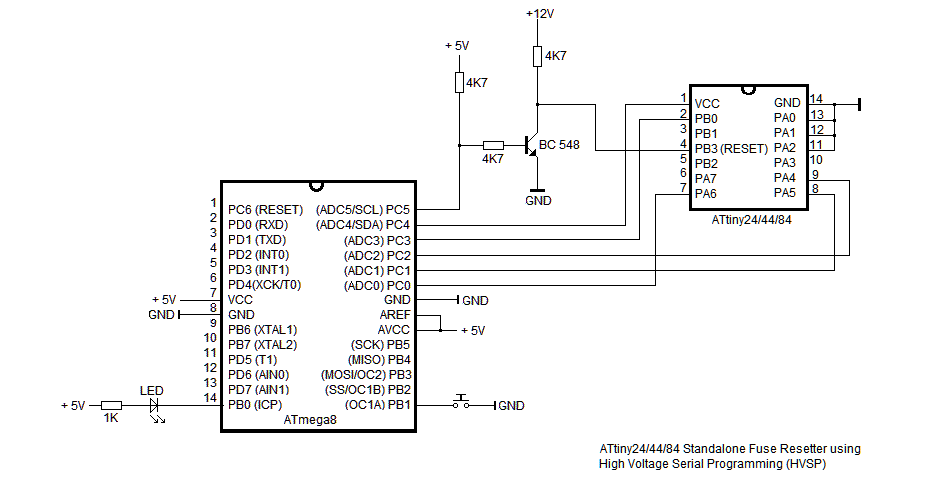 +12V
+ 5V
4K7
4K7
4K7
BC 548
GND
1 VCC GND 14
2 PB0 PA0 13
3 PB1 PA1 12
4 PB3 (RESET) PA2 11
5 PB2 PA3 10
6 PA7 PA4 9
7 PA6 PA5 8
ATtiny24/44/84
1 PC6 (RESET) (ADC5/SCL) PC5
2 PD0 (RXD) (ADC4/SDA) PC4
3 PD1 (TXD) (ADC3) PC3
4 PD2 (INT0) (ADC2) PC2
5 PD3 (INT1) (ADC1) PC1
6 PD4(XCK/T0) (ADC0) PC0
+ 5V 7 VCC GND GND
GND 8 GND AREF
9 PB6 (XTAL1) AVCC + 5V
10 PB7 (XTAL2) (SCK) PB5
11 PD5 (T1) (MISO) PB4
12 PD6 (AIN0) (MOSI/OC2) PB3
13 PD7 (AIN1) (SS/OC1B) PB2
+ 5V 1K LED 14 PB0 (ICP) (OC1A) PB1 GND
ATmega8
ATtiny24/44/84 Standalone Fuse Resetter using
High Voltage Serial Programming (HVSP)